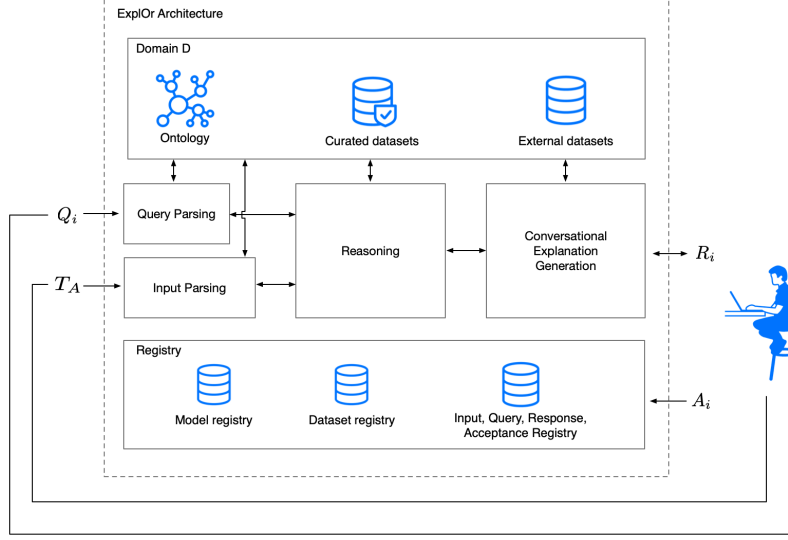 ExplOr Architecture
Domain D
Ontology
Curated datasets
External datasets
Q_i
Query Parsing
Reasoning
Conversational
Explanation
Generation
R_i
T_A
Input Parsing
Registry
Model registry
Dataset registry
Input, Query, Response,
Acceptance Registry
A_i